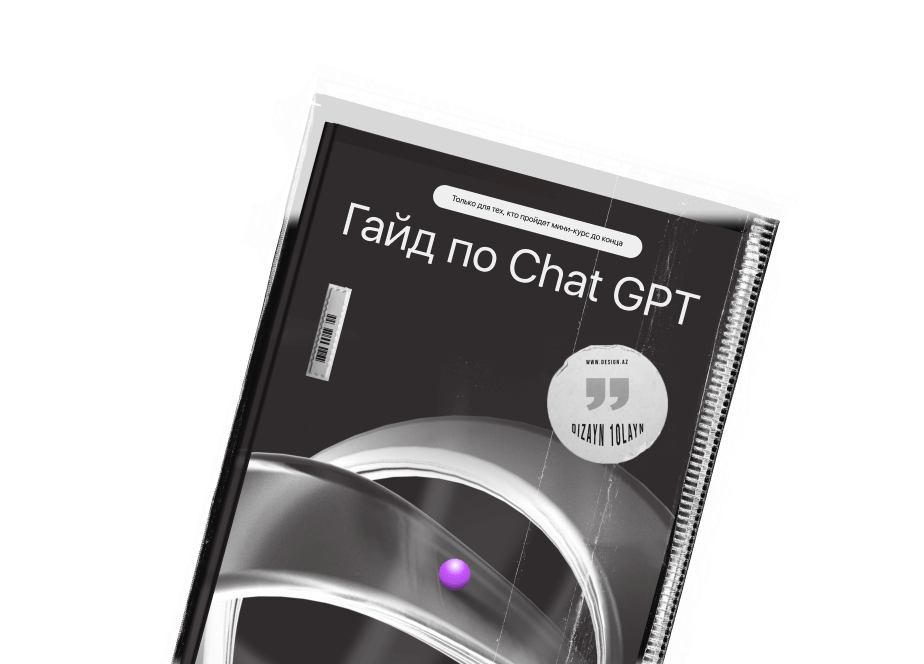 Только для тех, кто пройдет мини-курс до конца
Гайд по Chat GPT
WWW.DESIGN.AZ
DIZAYN 10LAYN